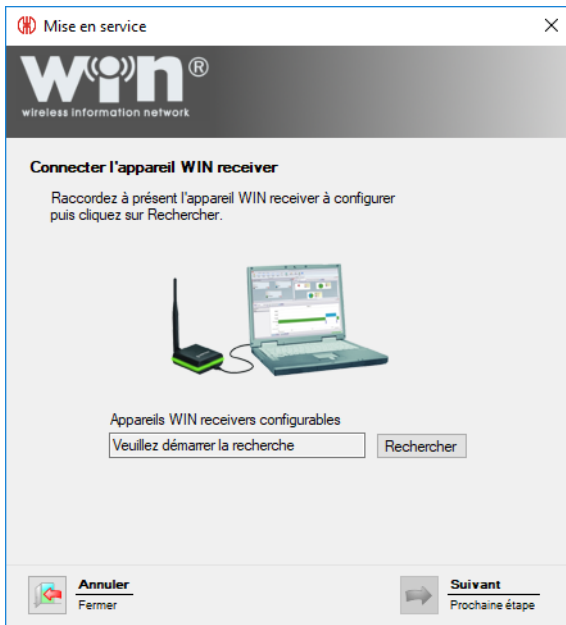 Mise en service
WIN®
wireless information network
Connecter l'appareil WIN receiver
Raccordez à présent l'appareil WIN receiver à configurer
puis cliquez sur Rechercher.
Appareils WIN receivers configurables
Veuillez démarrer la recherche
Rechercher
Annuler
Fermer
Suivant
Prochaine étape